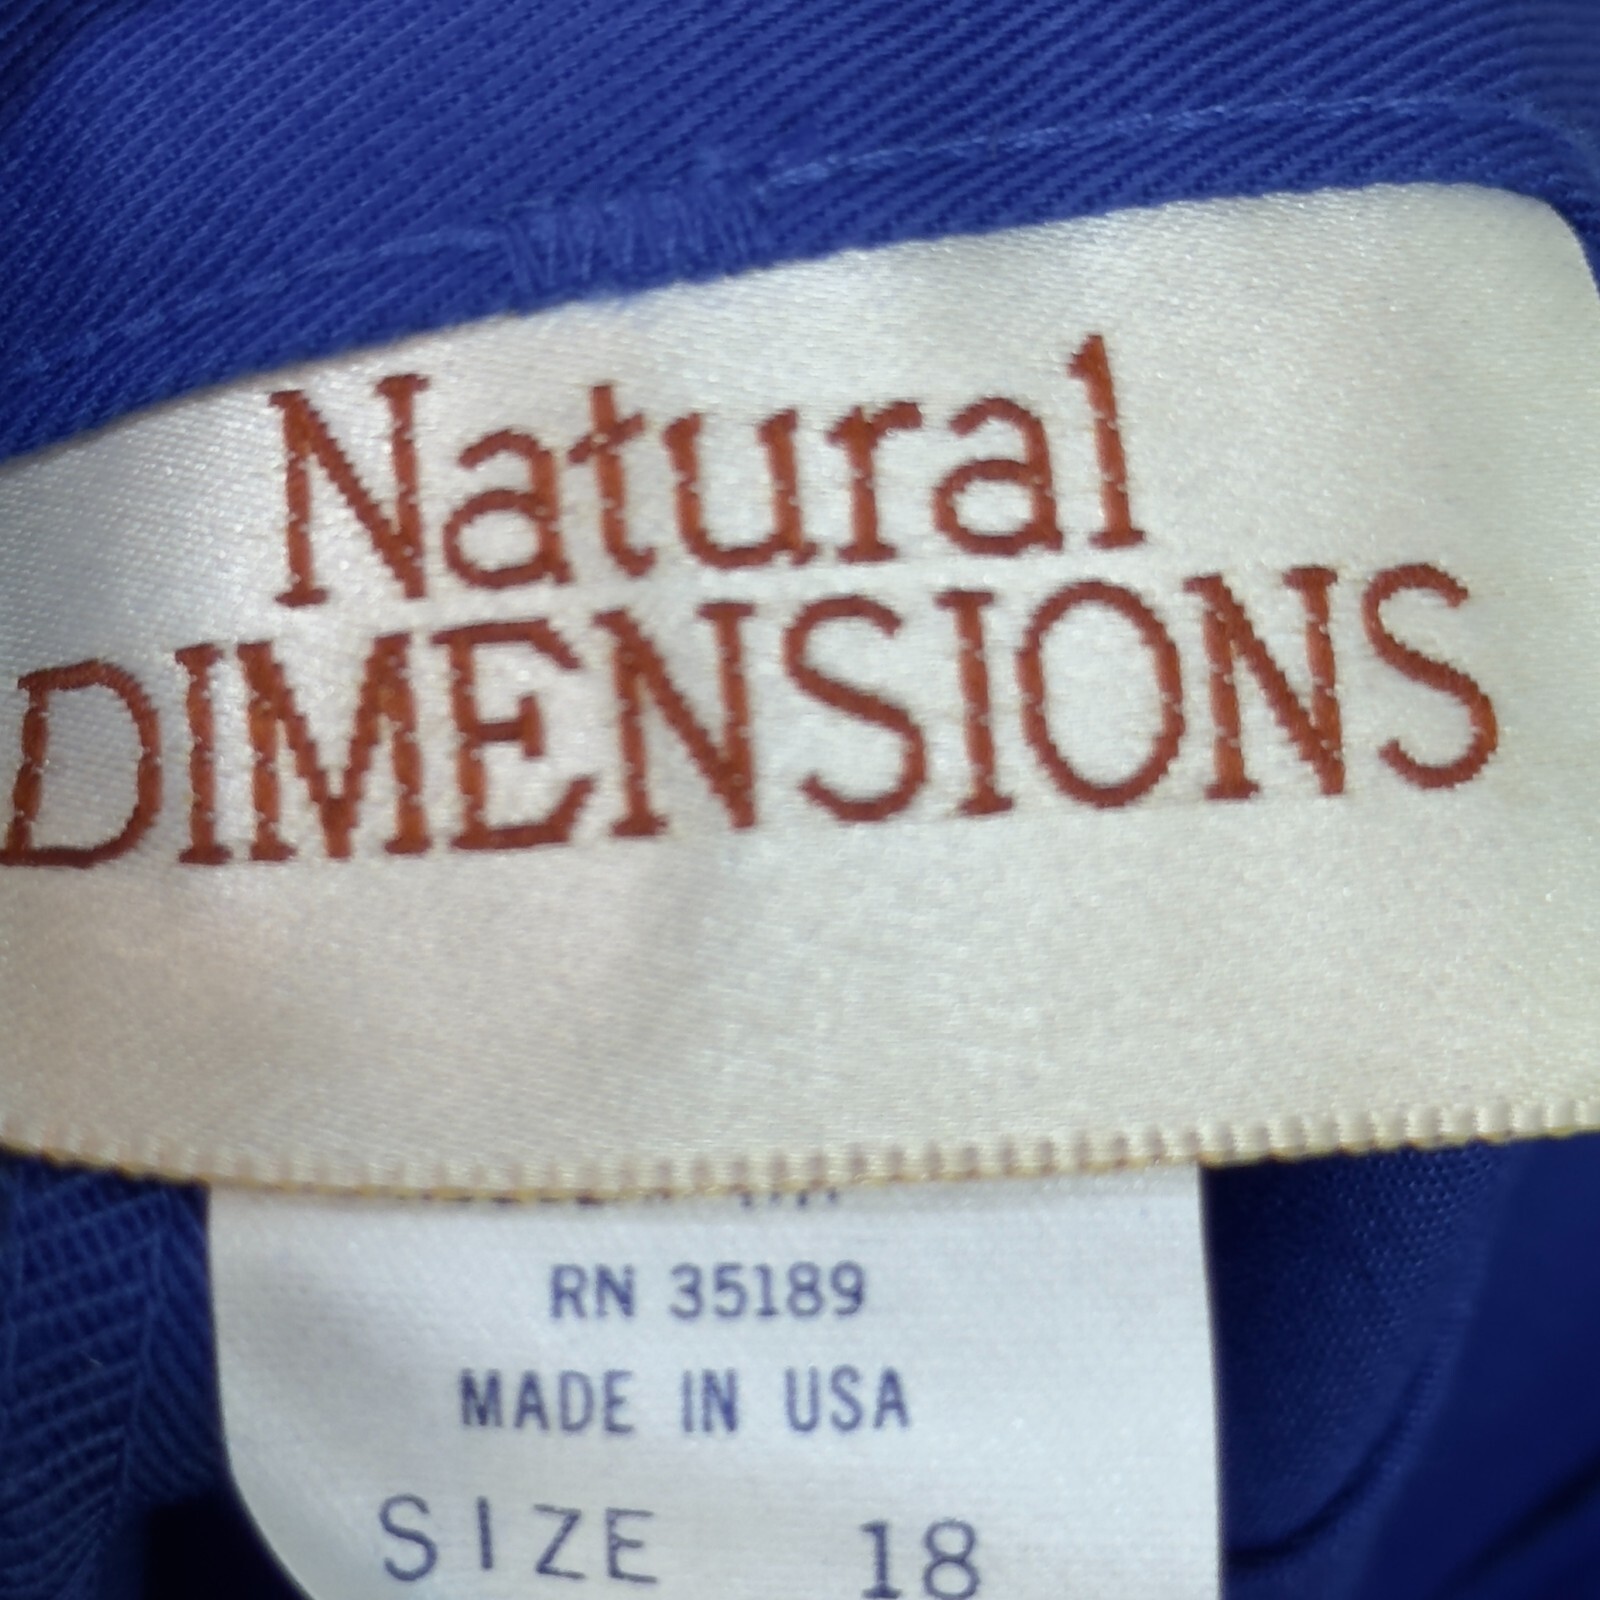 Natural
DIMENSIONS
RN 35189
MADE IN USA
SIZE 18